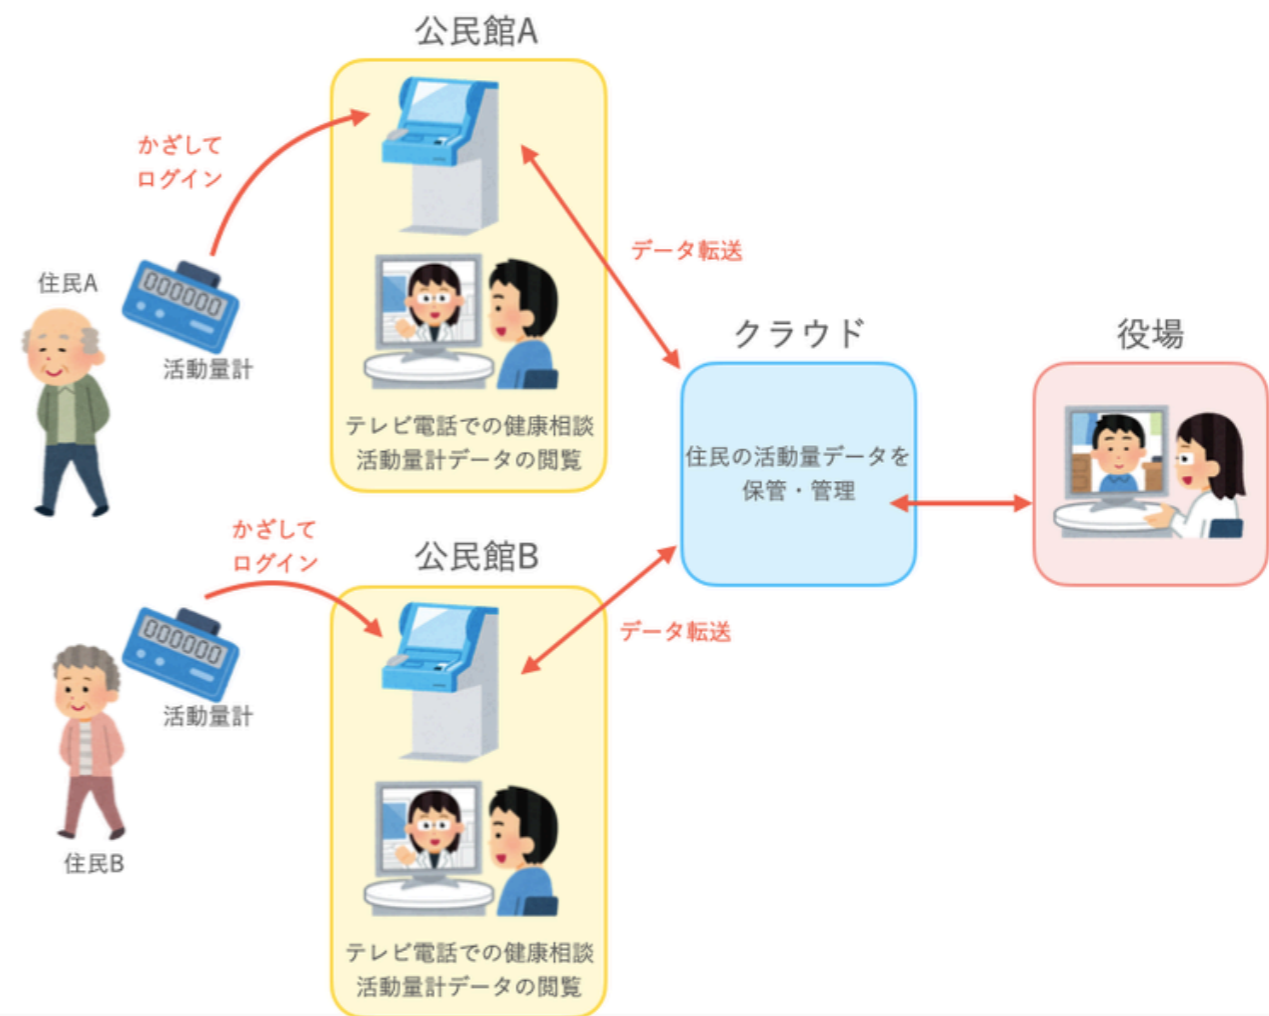 公民館A
かざして
ログイン
住民A
000000
活動量計
テレビ電話での健康相談
活動量計データの閲覧
データ転送
クラウド
住民の活動量データを
保管・管理
役場
かざして
ログイン
公民館B
000000
活動量計
住民B
データ転送
テレビ電話での健康相談
活動量計データの閲覧